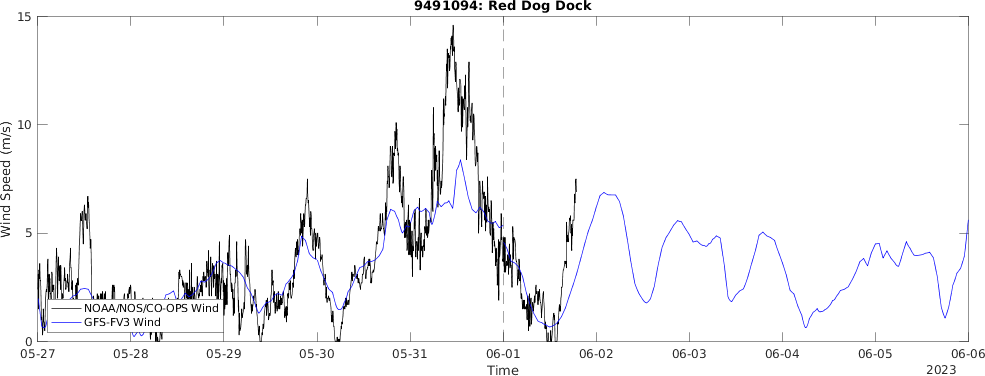 9491094: Red Dog Dock
15
10
5
0
Wind Speed (m/s)
NOAA/NOS/CO-OPS Wind
GFS-FV3 Wind
05-27 05-28 05-29 05-30 05-31 06-01 06-02 06-03 06-04 06-05 06-06
Time
2023